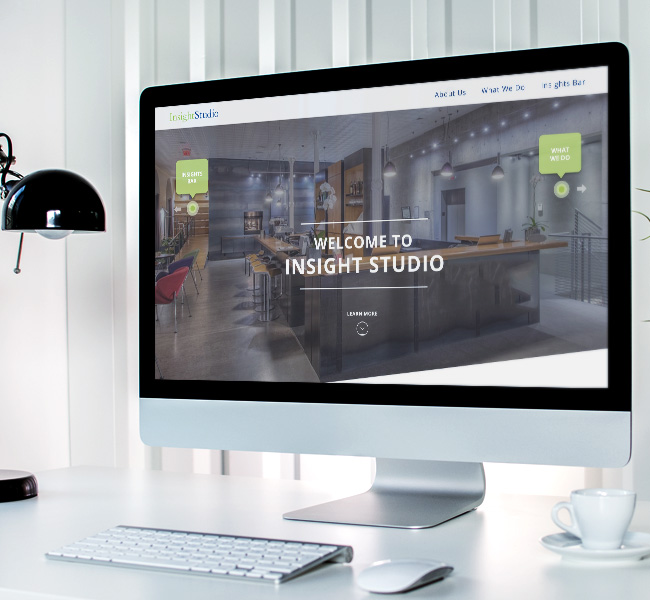 InsightStudio
About Us
What We Do
Insights Bar
INSIGHTS
BAR
WHAT
WE DO
WELCOME TO
INSIGHT STUDIO
LEARN MORE